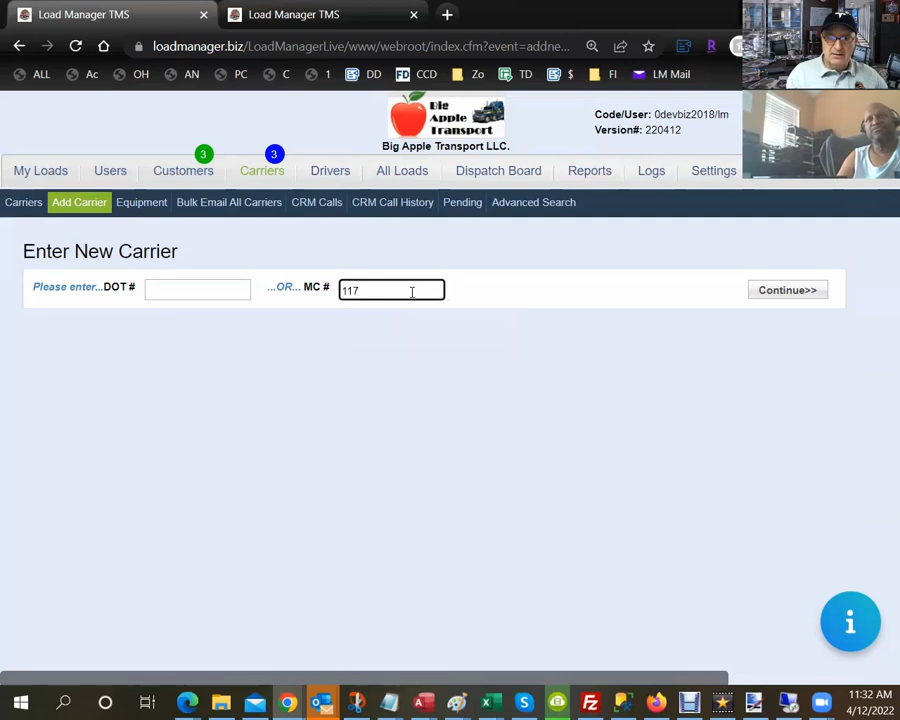 Load Manager TMS
Load Manager TMS
loadmanager.biz/LoadManagerLive/www/webroot/index.cfm?event=addne...
ALL Ac OH AN PC C 1 DD FD CCD Zo TD $ FI LM Mail
Big
Apple
Transport
Big Apple Transport LLC.
Code/User: 0devbiz2018/lm
Version#: 220412
3 3
My Loads Users Customers Carriers Drivers All Loads Dispatch Board Reports Logs Settings
Carriers Add Carrier Equipment Bulk Email All Carriers CRM Calls CRM Call History Pending Advanced Search
Enter New Carrier
Please enter...DOT # ...OR... MC # 117 Continue>>
i
11:32 AM
4/12/2022